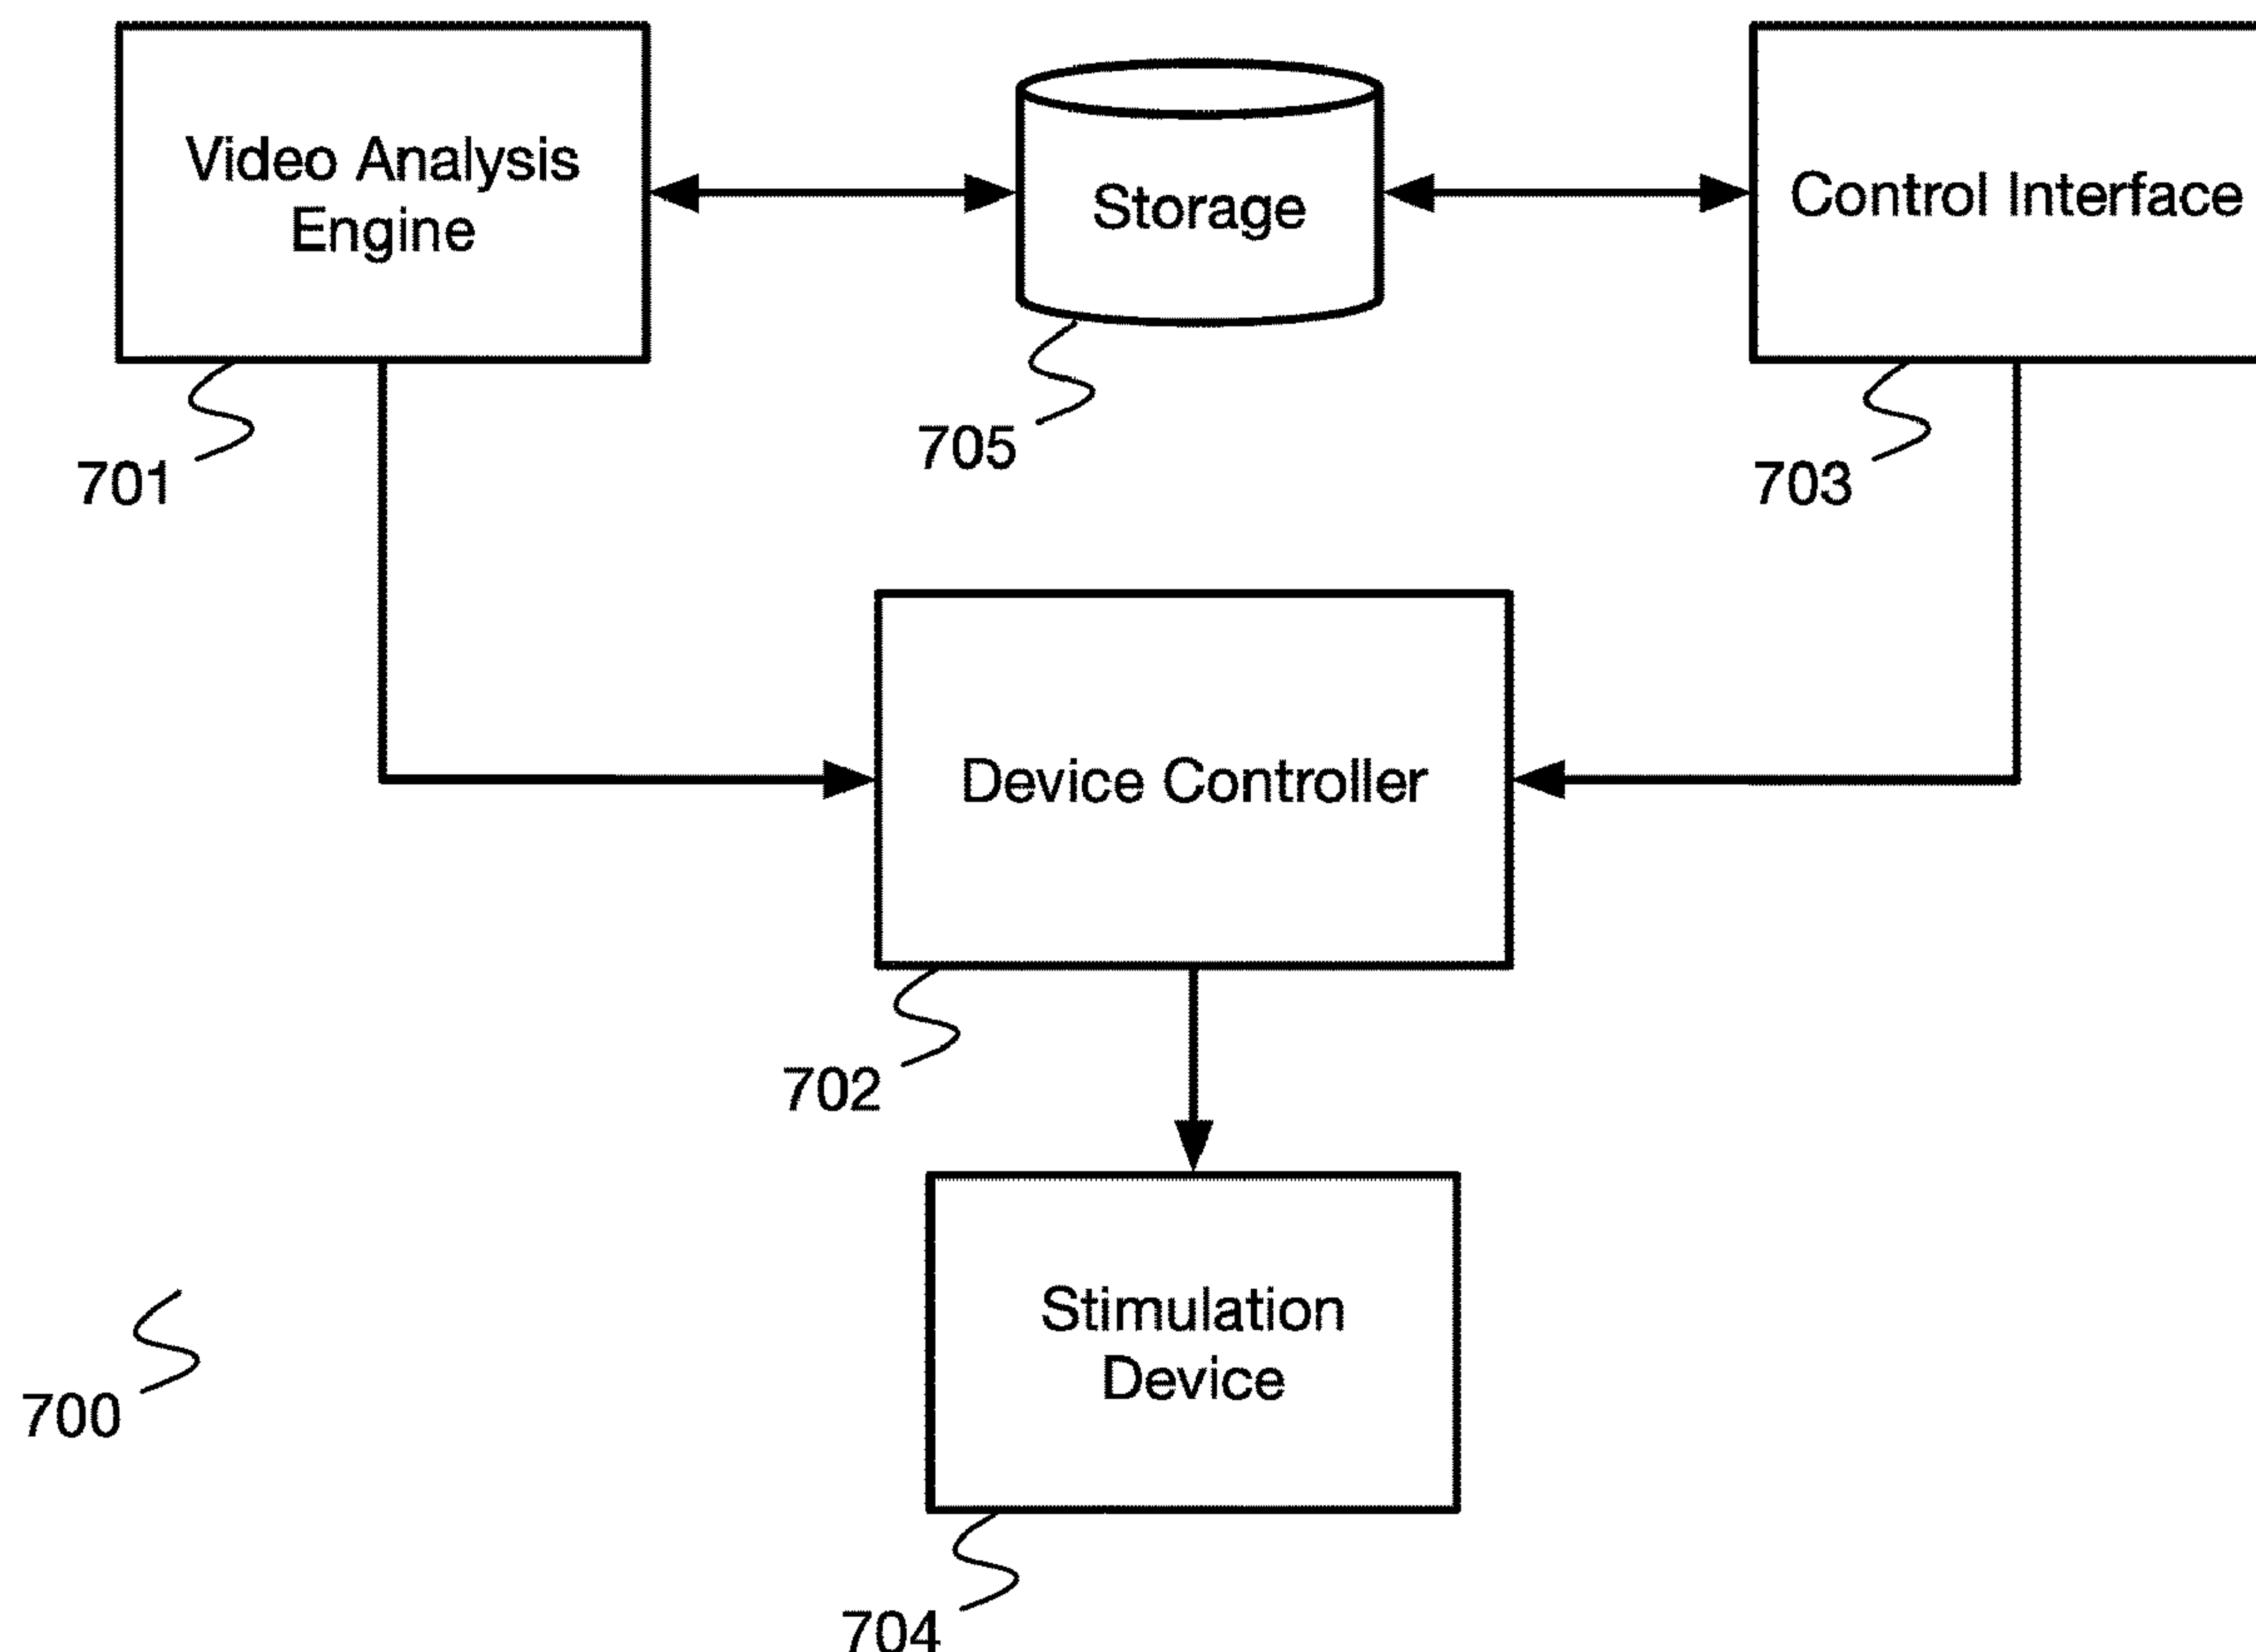 Video Analysis
Engine
Storage
Control Interface
701
705
703
Device Controller
702
Stimulation
Device
700
704